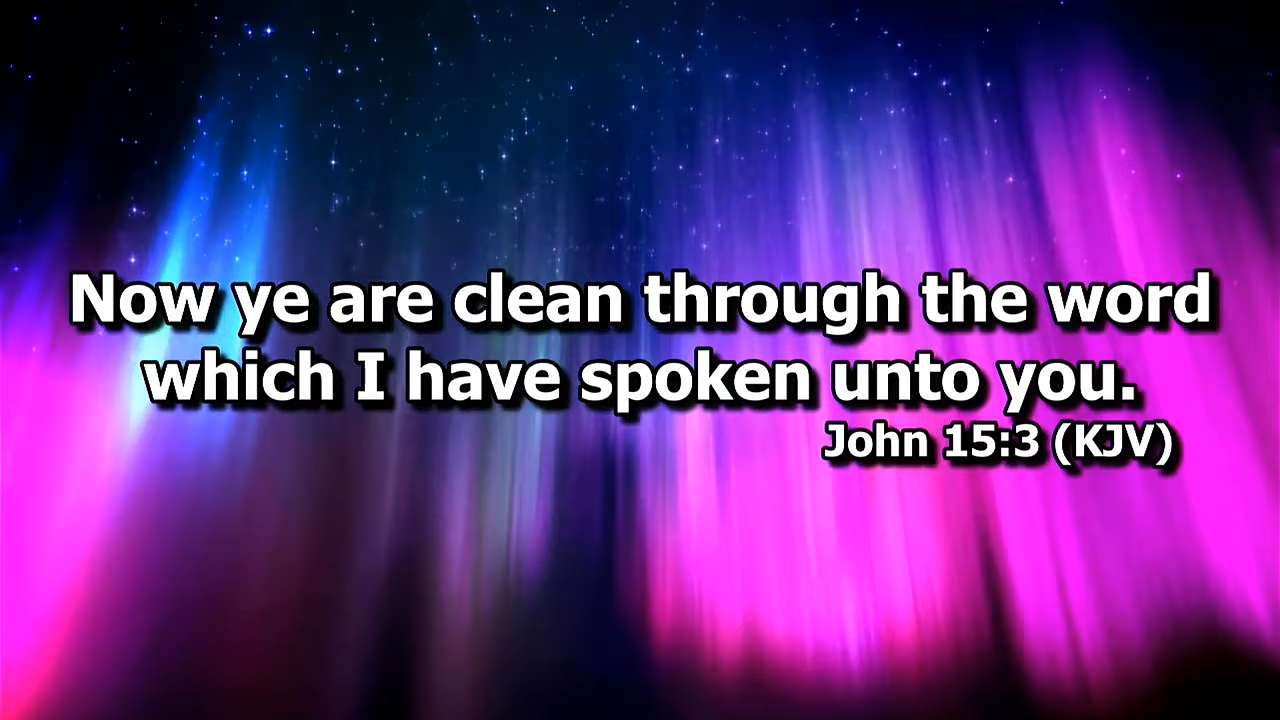 Now ye are clean through the word
which I have spoken unto you.
John 15:3 (KJV)